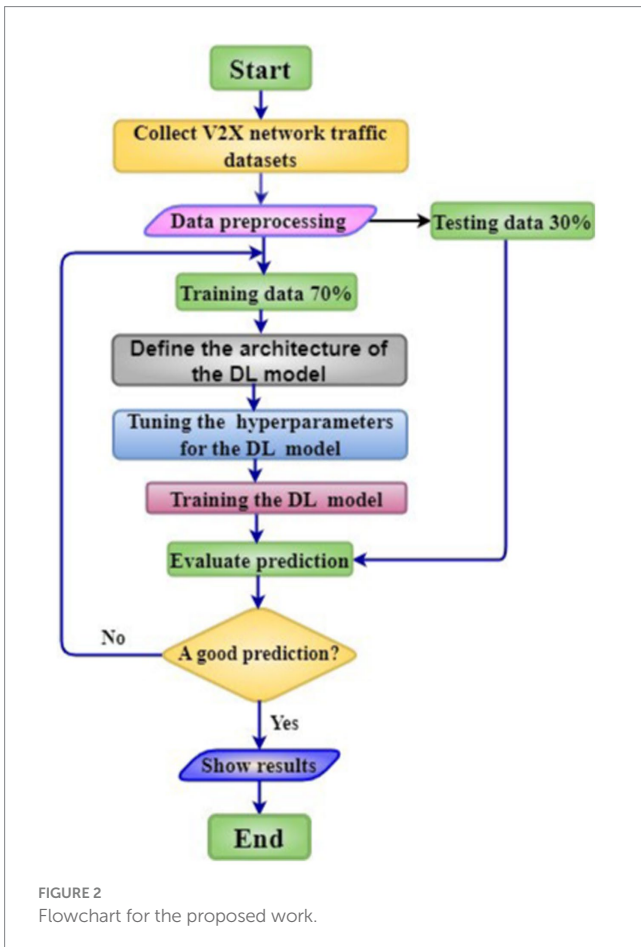 Start
Collect V2X network traffic
datasets
Data preprocessing
Testing data 30%
Training data 70%
Define the architecture of
the DL model
Tuning the hyperparameters
for the DL model
Training the DL model
Evaluate prediction
A good prediction?
No
Yes
Show results
End
FIGURE 2
Flowchart for the proposed work.